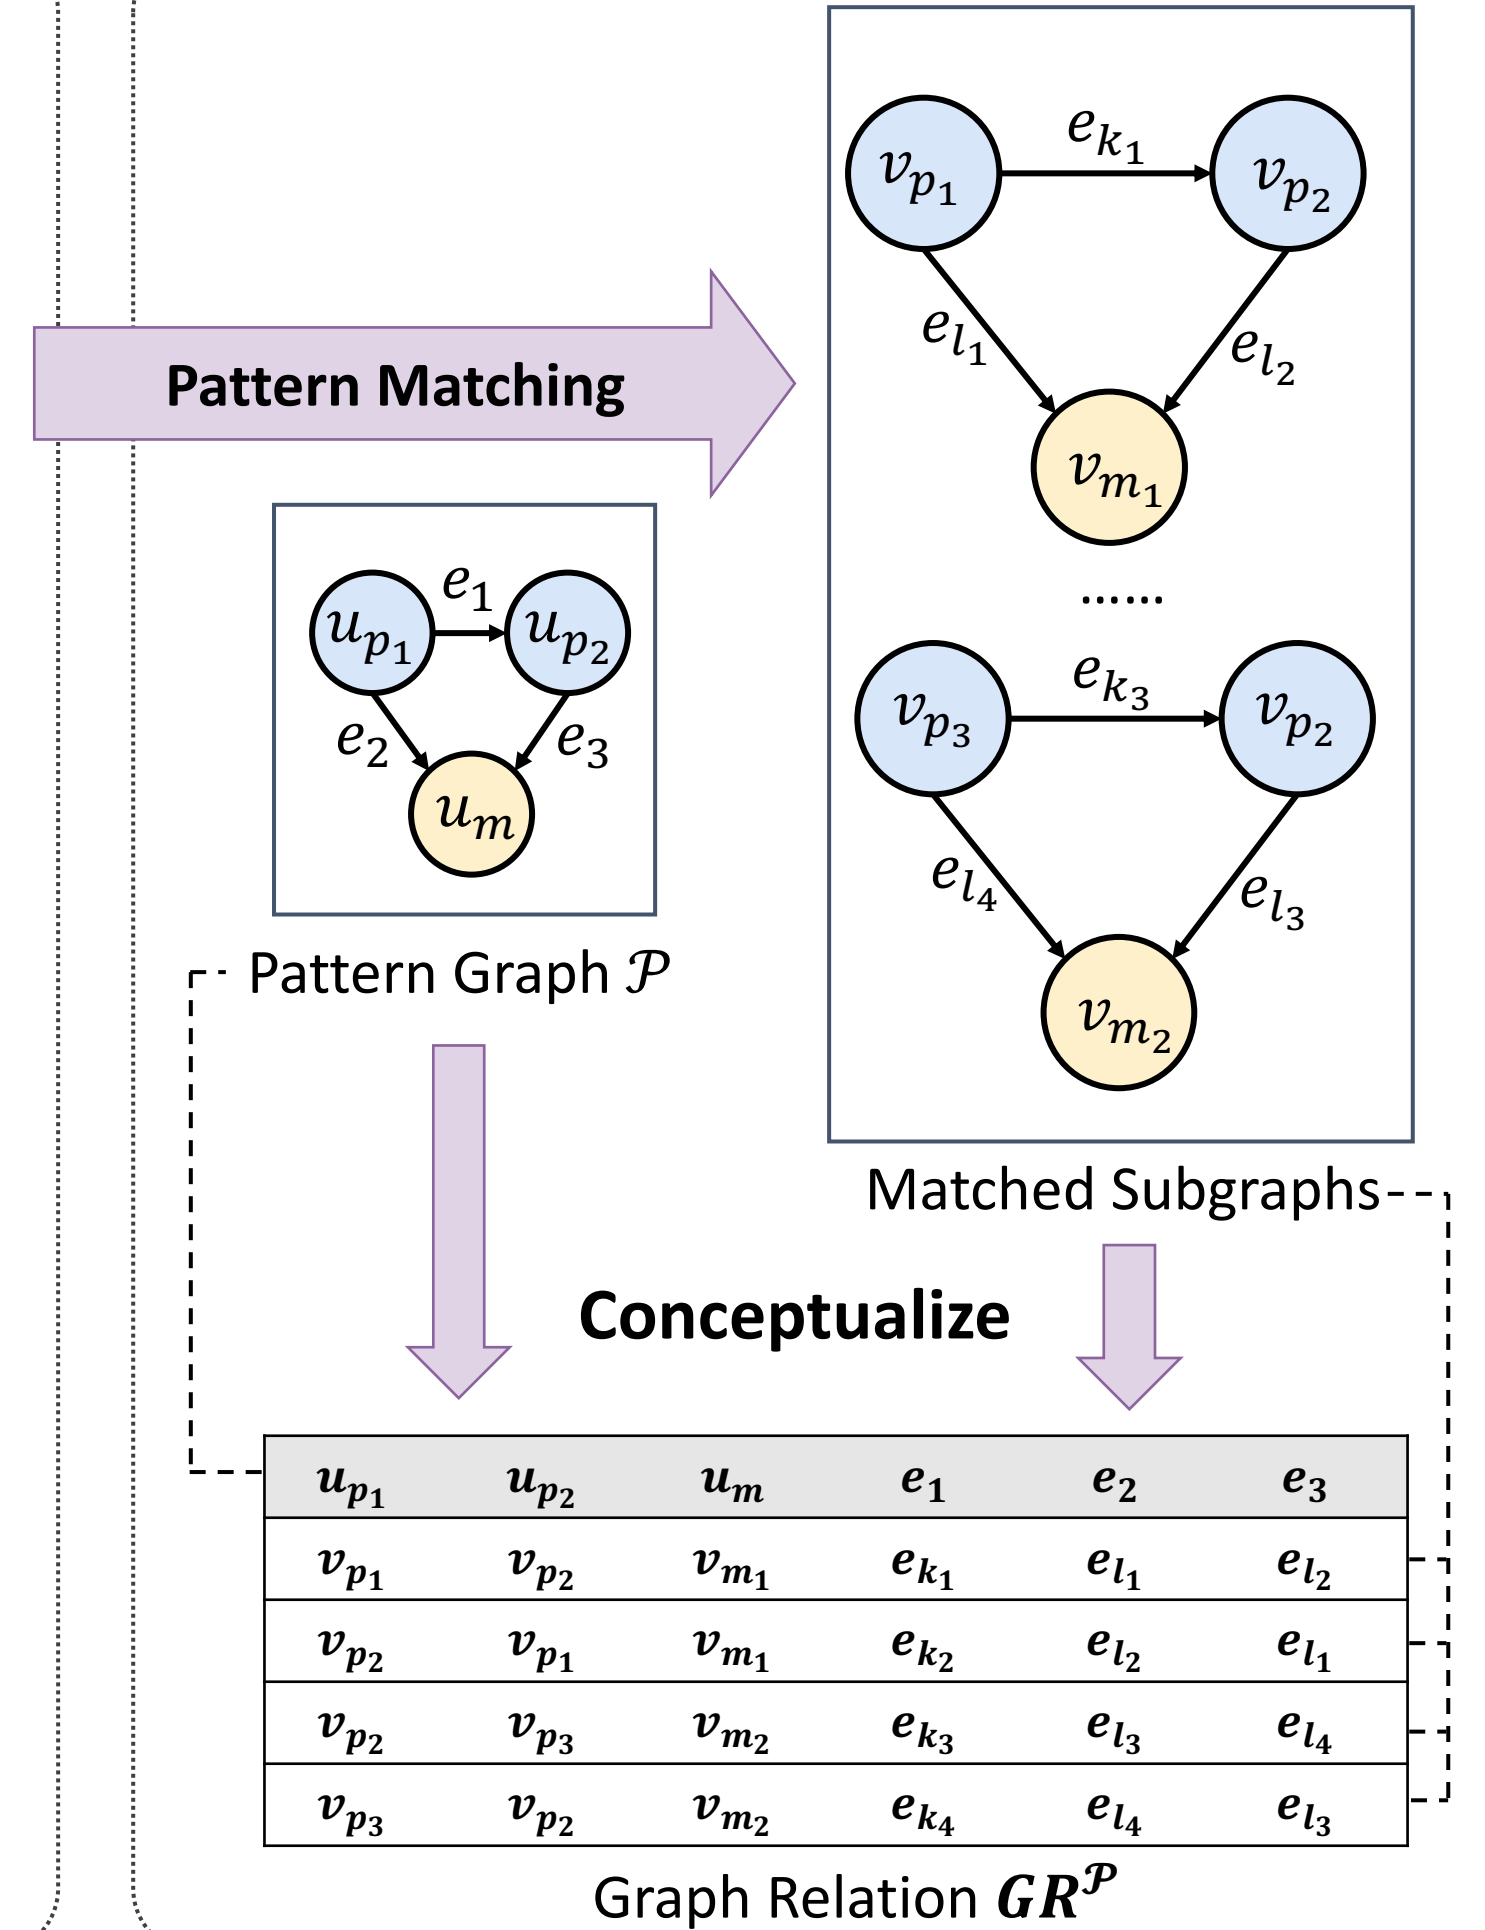 v_{p_1} e_{k_1} v_{p_2}
e_{l_1} e_{l_2}
Pattern Matching
v_{m_1}
e_1
u_{p_1} u_{p_2}
e_2 e_3
u_m
Pattern Graph 𝒫
......
e_{k_3}
v_{p_3} v_{p_2}
e_{l_4} e_{l_3}
v_{m_2}
Matched Subgraphs
Conceptualize
u_{p_1} u_{p_2} u_m e_1 e_2 e_3
v_{p_1} v_{p_2} v_{m_1} e_{k_1} e_{l_1} e_{l_2}
v_{p_2} v_{p_1} v_{m_1} e_{k_2} e_{l_2} e_{l_1}
v_{p_2} v_{p_3} v_{m_2} e_{k_3} e_{l_3} e_{l_4}
v_{p_3} v_{p_2} v_{m_2} e_{k_4} e_{l_4} e_{l_3}
Graph Relation GR^𝒫